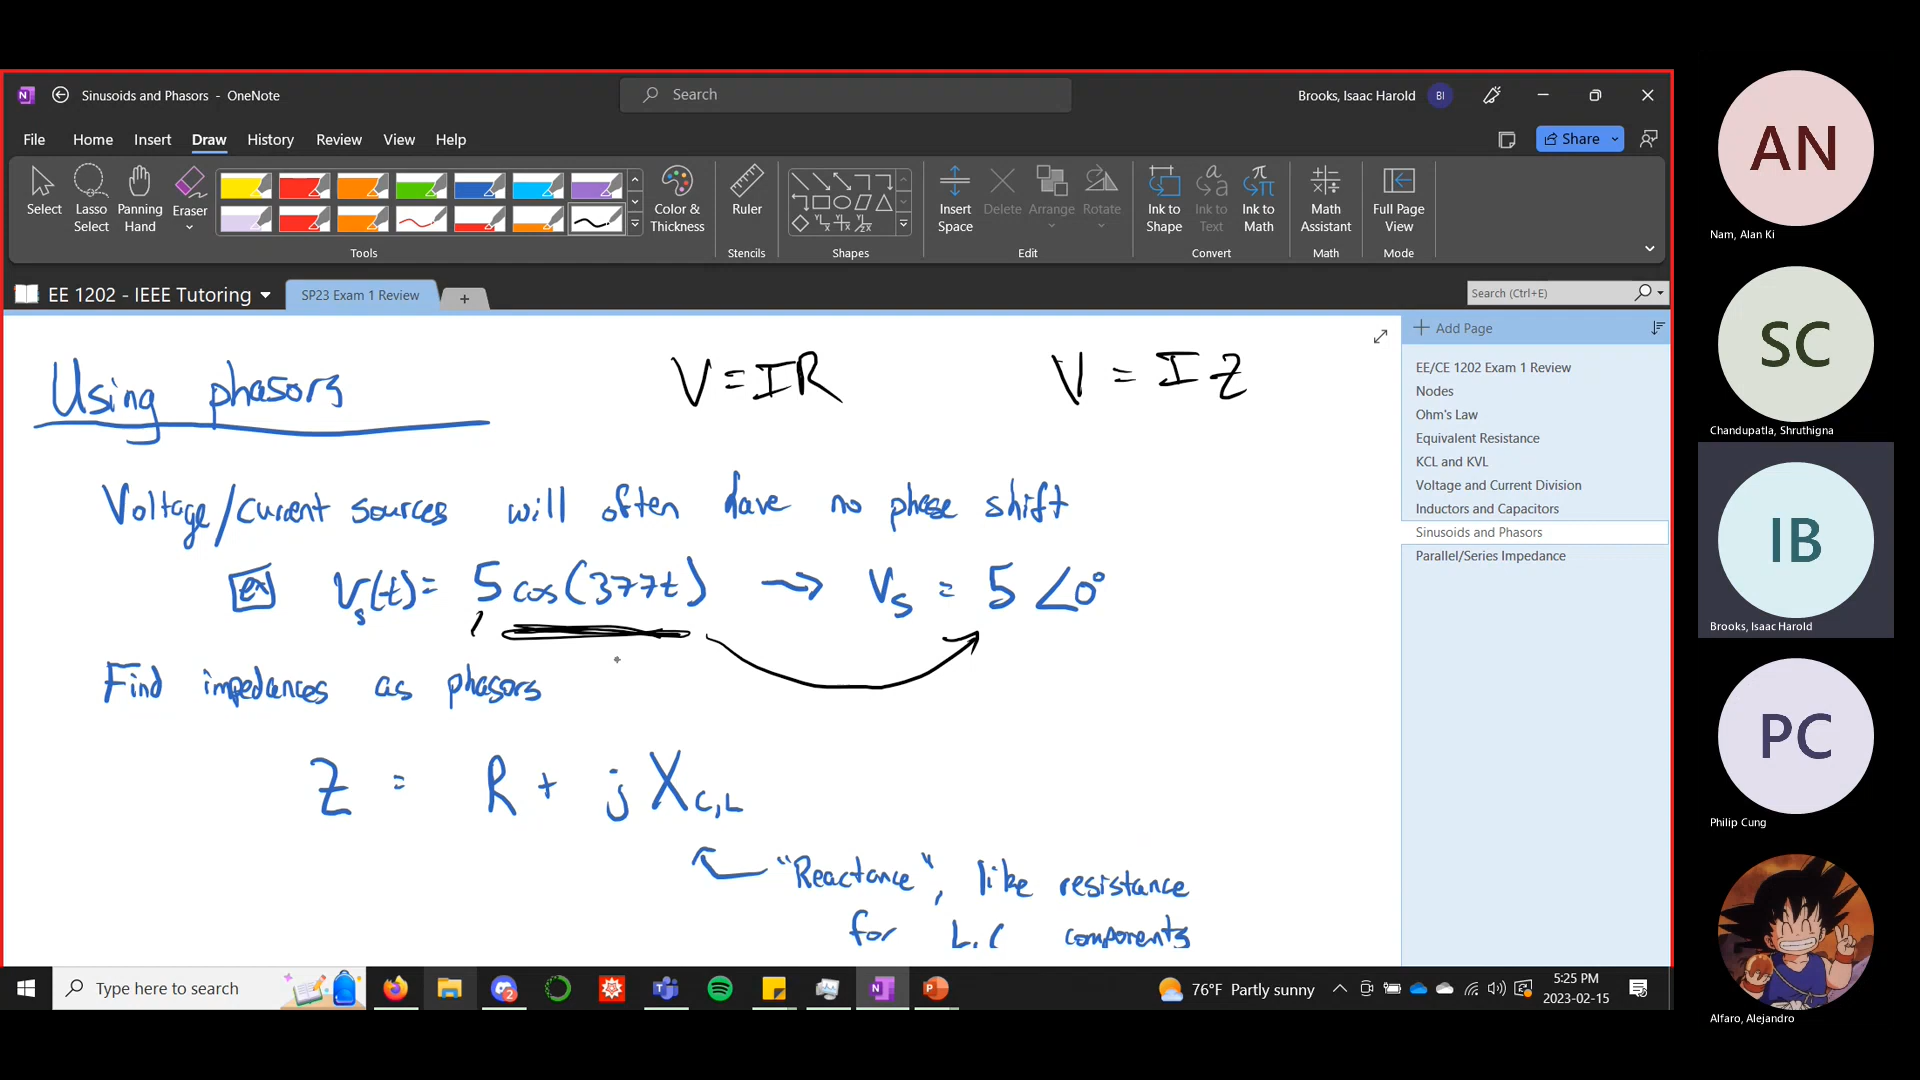 Sinusoids and Phasors - OneNote
Search
Brooks, Isaac Harold
BI
File Home Insert Draw History Review View Help
Share
Select
Lasso Select
Panning Hand
Eraser
Color & Thickness
Ruler
Insert Space
Delete
Arrange
Rotate
Ink to Shape
Ink to Text
Ink to Math
Math Assistant
Full Page View
Tools Stencils Shapes Edit Convert Math Mode
EE 1202 - IEEE Tutoring
SP23 Exam 1 Review
+
Search (Ctrl+E)
Add Page
EE/CE 1202 Exam 1 Review
Nodes
Ohm's Law
Equivalent Resistance
KCL and KVL
Voltage and Current Division
Inductors and Capacitors
Sinusoids and Phasors
Parallel/Series Impedance
Using phasors
V = IR
V = IZ
Voltage/current sources will often have no phase shift
ex Vs(t) = 5 cos(377t) → Vs = 5 ∠0°
Find impedances as phasors
Z = R + j X C,L
"Reactance", like resistance
for L,C components
Type here to search
2
76°F Partly sunny
5:25 PM
2023-02-15
AN
Nam, Alan Ki
SC
Chandupatla, Shruthigna
IB
Brooks, Isaac Harold
PC
Philip Cung
Alfaro, Alejandro